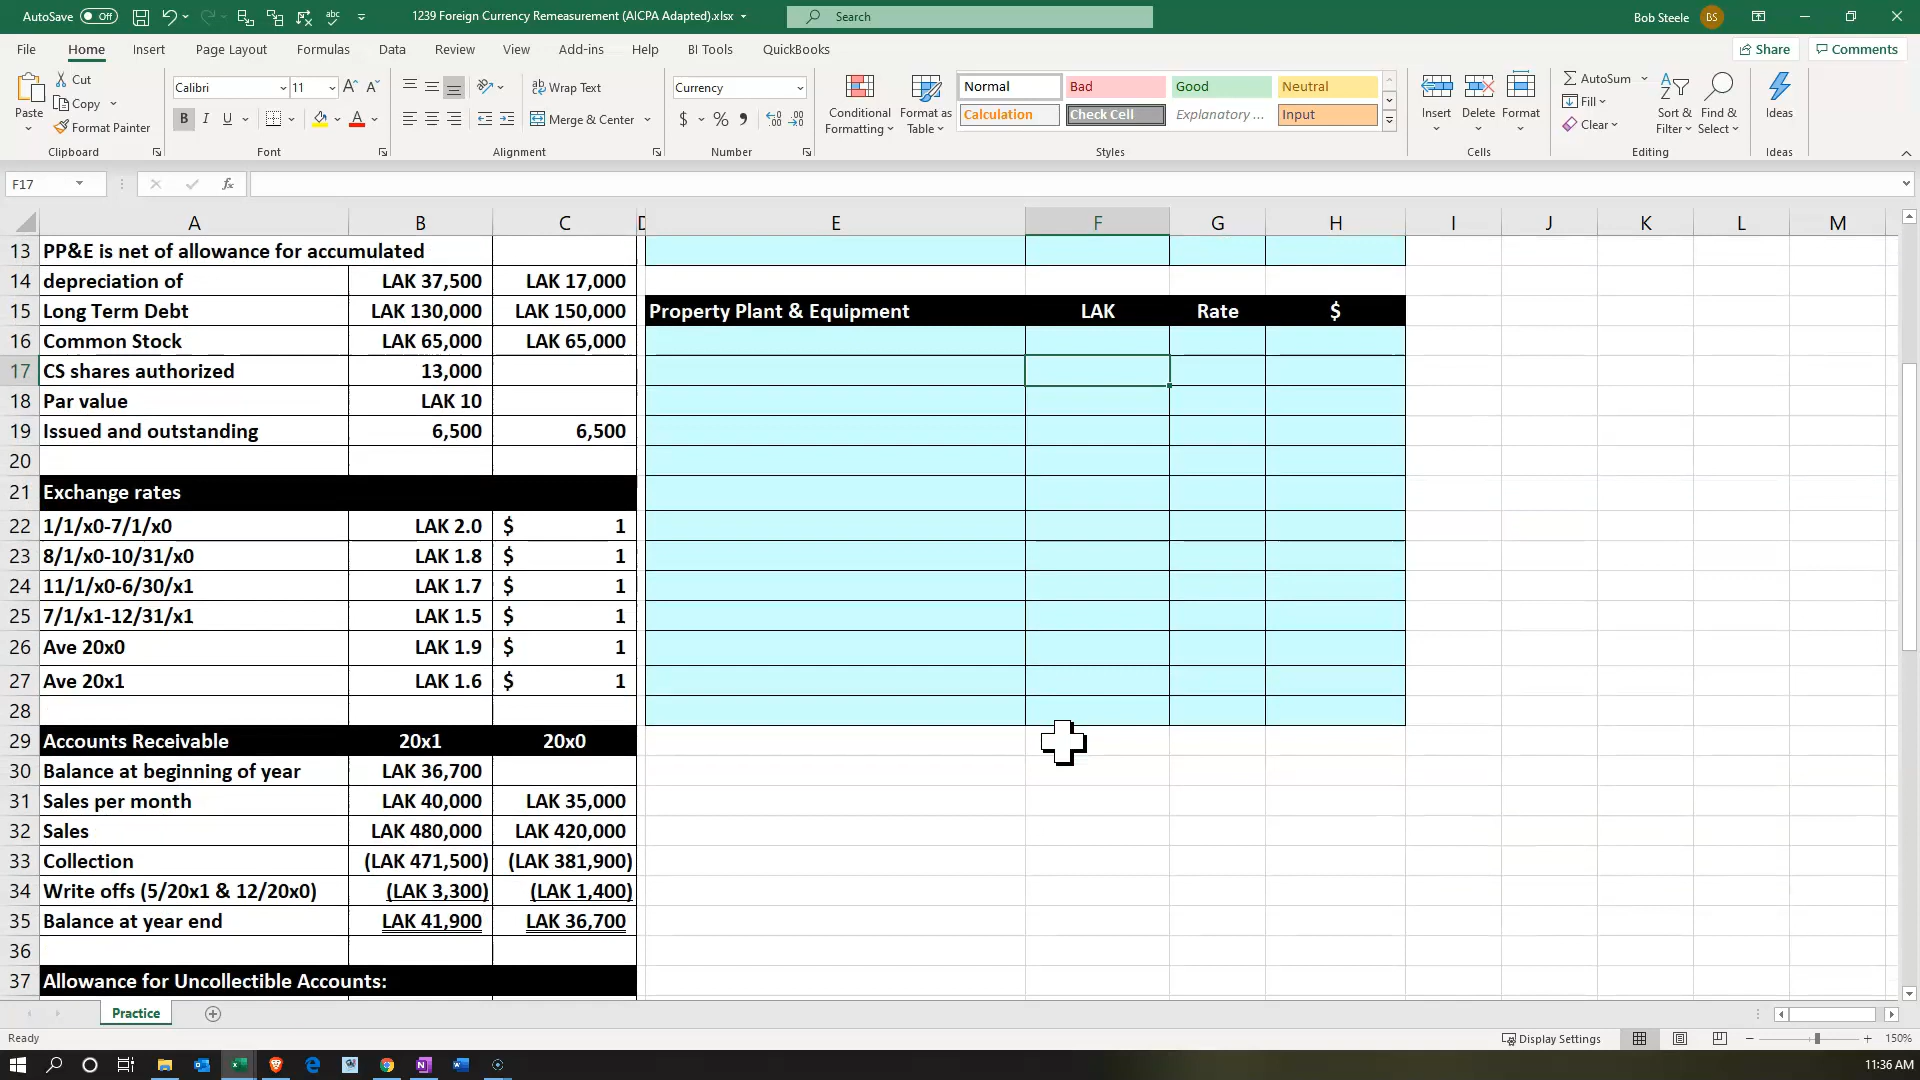 AutoSave Off
abc
1239 Foreign Currency Remeasurement (AICPA Adapted).xlsx
Search
Bob Steele BS
File Home Insert Page Layout Formulas Data Review View Add-ins Help BI Tools QuickBooks Share Comments
Paste Cut Copy Format Painter Clipboard
Calibri 11 B I U Font
Wrap Text Merge & Center Alignment
Currency $ % Number
Conditional Formatting Format as Table
Normal Bad Good Neutral
Calculation Check Cell Explanatory ... Input
Styles
Insert Delete Format Cells
AutoSum Fill Clear Sort & Filter Find & Select Editing
Ideas Ideas
F17 fx
A B C D E F G H I J K L M
13 PP&E is net of allowance for accumulated
14 depreciation of LAK 37,500 LAK 17,000
15 Long Term Debt LAK 130,000 LAK 150,000 Property Plant & Equipment LAK Rate $
16 Common Stock LAK 65,000 LAK 65,000
17 CS shares authorized 13,000
18 Par value LAK 10
19 Issued and outstanding 6,500 6,500
20
21 Exchange rates
22 1/1/x0-7/1/x0 LAK 2.0 $ 1
23 8/1/x0-10/31/x0 LAK 1.8 $ 1
24 11/1/x0-6/30/x1 LAK 1.7 $ 1
25 7/1/x1-12/31/x1 LAK 1.5 $ 1
26 Ave 20x0 LAK 1.9 $ 1
27 Ave 20x1 LAK 1.6 $ 1
28
29 Accounts Receivable 20x1 20x0
30 Balance at beginning of year LAK 36,700
31 Sales per month LAK 40,000 LAK 35,000
32 Sales LAK 480,000 LAK 420,000
33 Collection (LAK 471,500) (LAK 381,900)
34 Write offs (5/20x1 & 12/20x0) (LAK 3,300) (LAK 1,400)
35 Balance at year end LAK 41,900 LAK 36,700
36
37 Allowance for Uncollectible Accounts:
Practice
Ready Display Settings 150%
11:36 AM